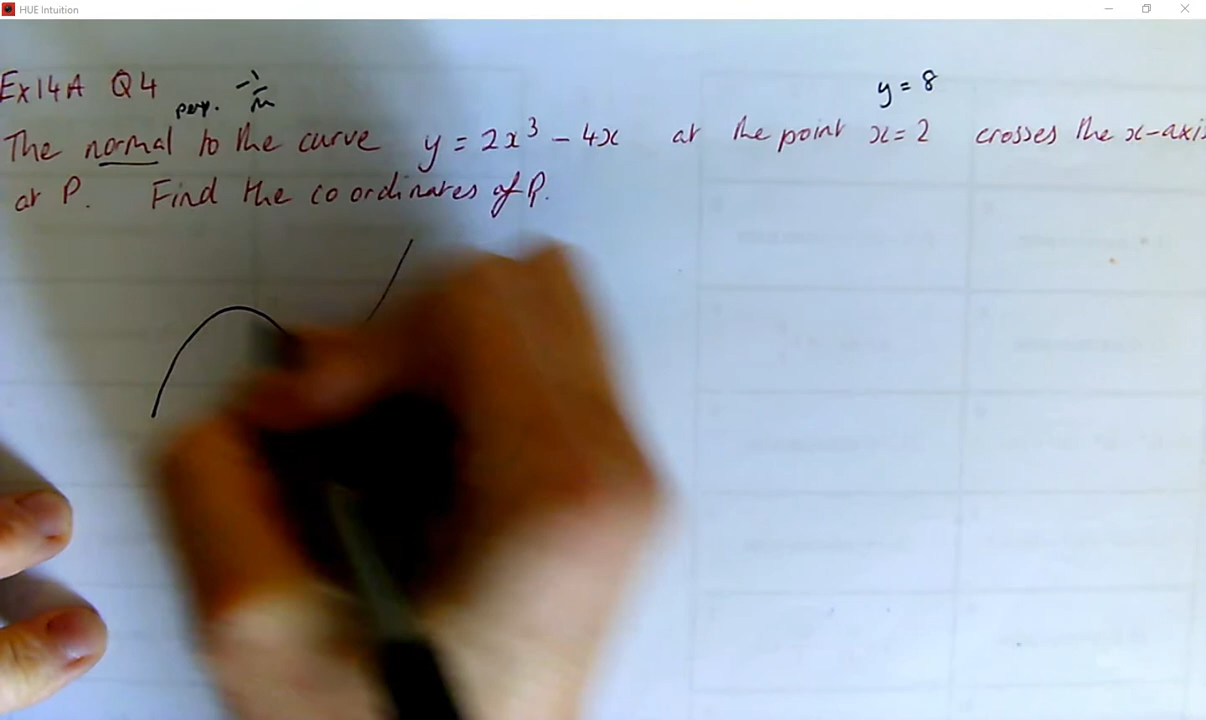 HUE Intuition
Ex14A Q4
perp. -1/m
y = 8
The normal to the curve y = 2x³ - 4x at the point x = 2 crosses the x-axis
at P. Find the coordinates of P.